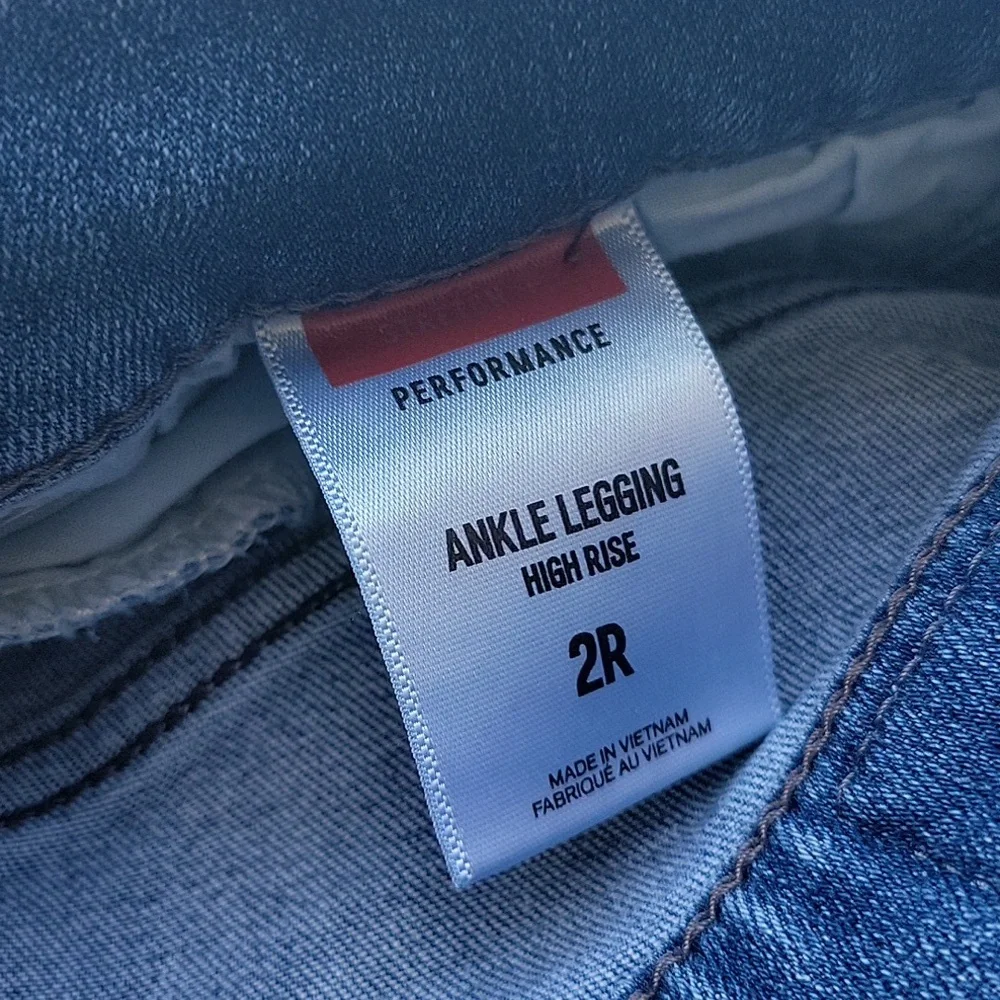 PERFORMANCE
ANKLE LEGGING
HIGH RISE
2R
MADE IN VIETNAM
FABRIQUÉ AU VIETNAM